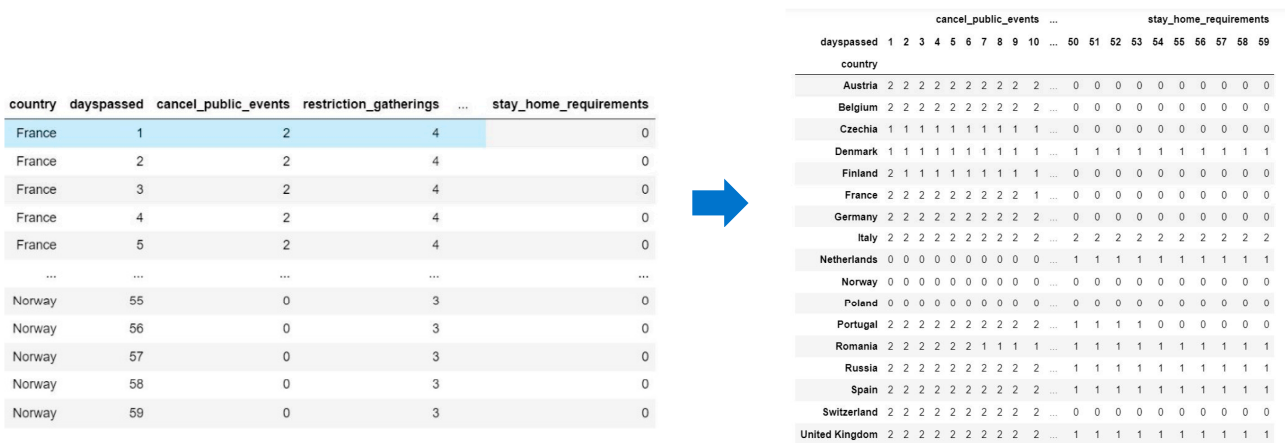 country dayspassed cancel_public_events restriction_gatherings ... stay_home_requirements
France 1 2 4 0
France 2 2 4 0
France 3 2 4 0
France 4 2 4 0
France 5 2 4 0
... ... ... ... ...
Norway 55 0 3 0
Norway 56 0 3 0
Norway 57 0 3 0
Norway 58 0 3 0
Norway 59 0 3 0
cancel_public_events ... stay_home_requirements
dayspassed 1 2 3 4 5 6 7 8 9 10 ... 50 51 52 53 54 55 56 57 58 59
country
Austria 2 2 2 2 2 2 2 2 2 2 ... 0 0 0 0 0 0 0 0 0 0
Belgium 2 2 2 2 2 2 2 2 2 2 ... 0 0 0 0 0 0 0 0 0 0
Czechia 1 1 1 1 1 1 1 1 1 1 ... 0 0 0 0 0 0 0 0 0 0
Denmark 1 1 1 1 1 1 1 1 1 1 ... 1 1 1 1 1 1 1 1 1 1
Finland 2 1 1 1 1 1 1 1 1 1 ... 0 0 0 0 0 0 0 0 0 0
France 2 2 2 2 2 2 2 2 2 1 ... 0 0 0 0 0 0 0 0 0 0
Germany 2 2 2 2 2 2 2 2 2 2 ... 0 0 0 0 0 0 0 0 0 0
Italy 2 2 2 2 2 2 2 2 2 2 ... 2 2 2 2 2 2 2 2 2 2
Netherlands 0 0 0 0 0 0 0 0 0 0 ... 1 1 1 1 1 1 1 1 1 1
Norway 0 0 0 0 0 0 0 0 0 0 ... 0 0 0 0 0 0 0 0 0 0
Poland 0 0 0 0 0 0 0 0 0 0 ... 0 0 0 0 0 0 0 0 0 0
Portugal 2 2 2 2 2 2 2 2 2 2 ... 1 1 1 1 0 0 0 0 0 0
Romania 2 2 2 2 2 2 1 1 1 1 ... 1 1 1 1 1 1 1 1 1 1
Russia 2 2 2 2 2 2 2 2 2 2 ... 1 1 1 1 1 1 1 1 1 1
Spain 2 2 2 2 2 2 2 2 2 2 ... 1 1 1 1 1 1 1 1 1 1
Switzerland 2 2 2 2 2 2 2 2 2 2 ... 0 0 0 0 0 0 0 0 0 0
United Kingdom 2 2 2 2 2 2 2 2 2 2 ... 1 1 1 1 1 1 1 1 1 1